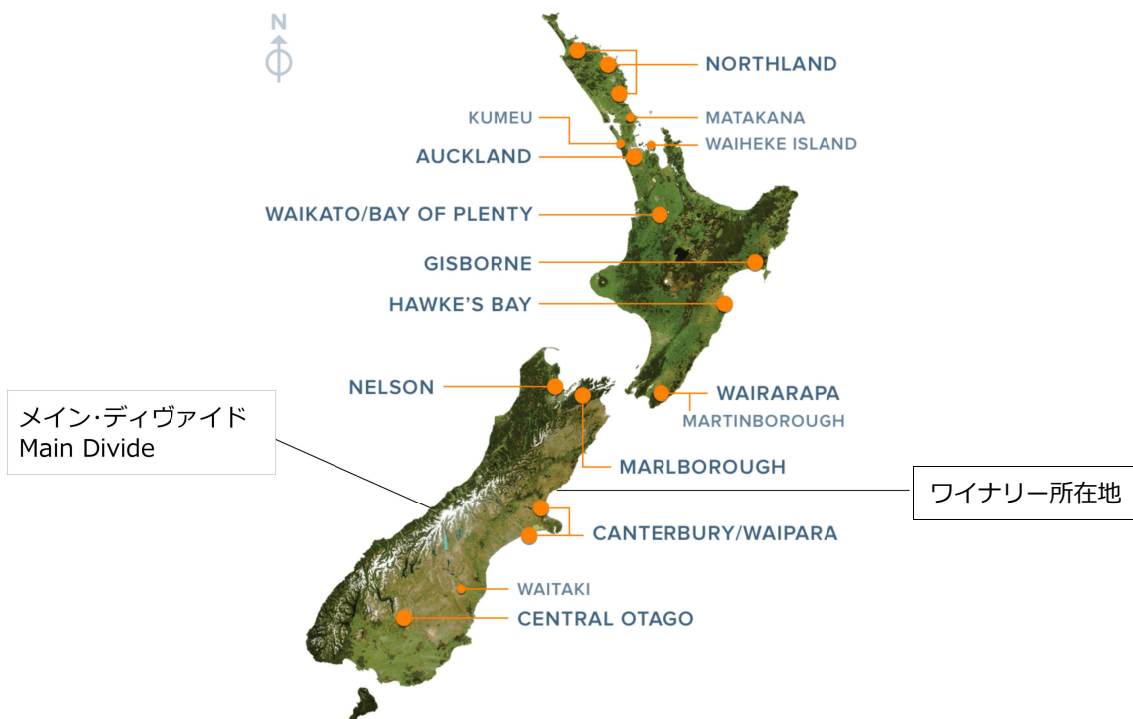 N
NORTHLAND
KUMEU
MATAKANA
WAIHEKE ISLAND
AUCKLAND
WAIKATO/BAY OF PLENTY
GISBORNE
HAWKE'S BAY
NELSON
WAIRARAPA
MARTINBOROUGH
メイン・ディヴァイド
Main Divide
MARLBOROUGH
ワイナリー所在地
CANTERBURY/WAIPARA
WAITAKI
CENTRAL OTAGO